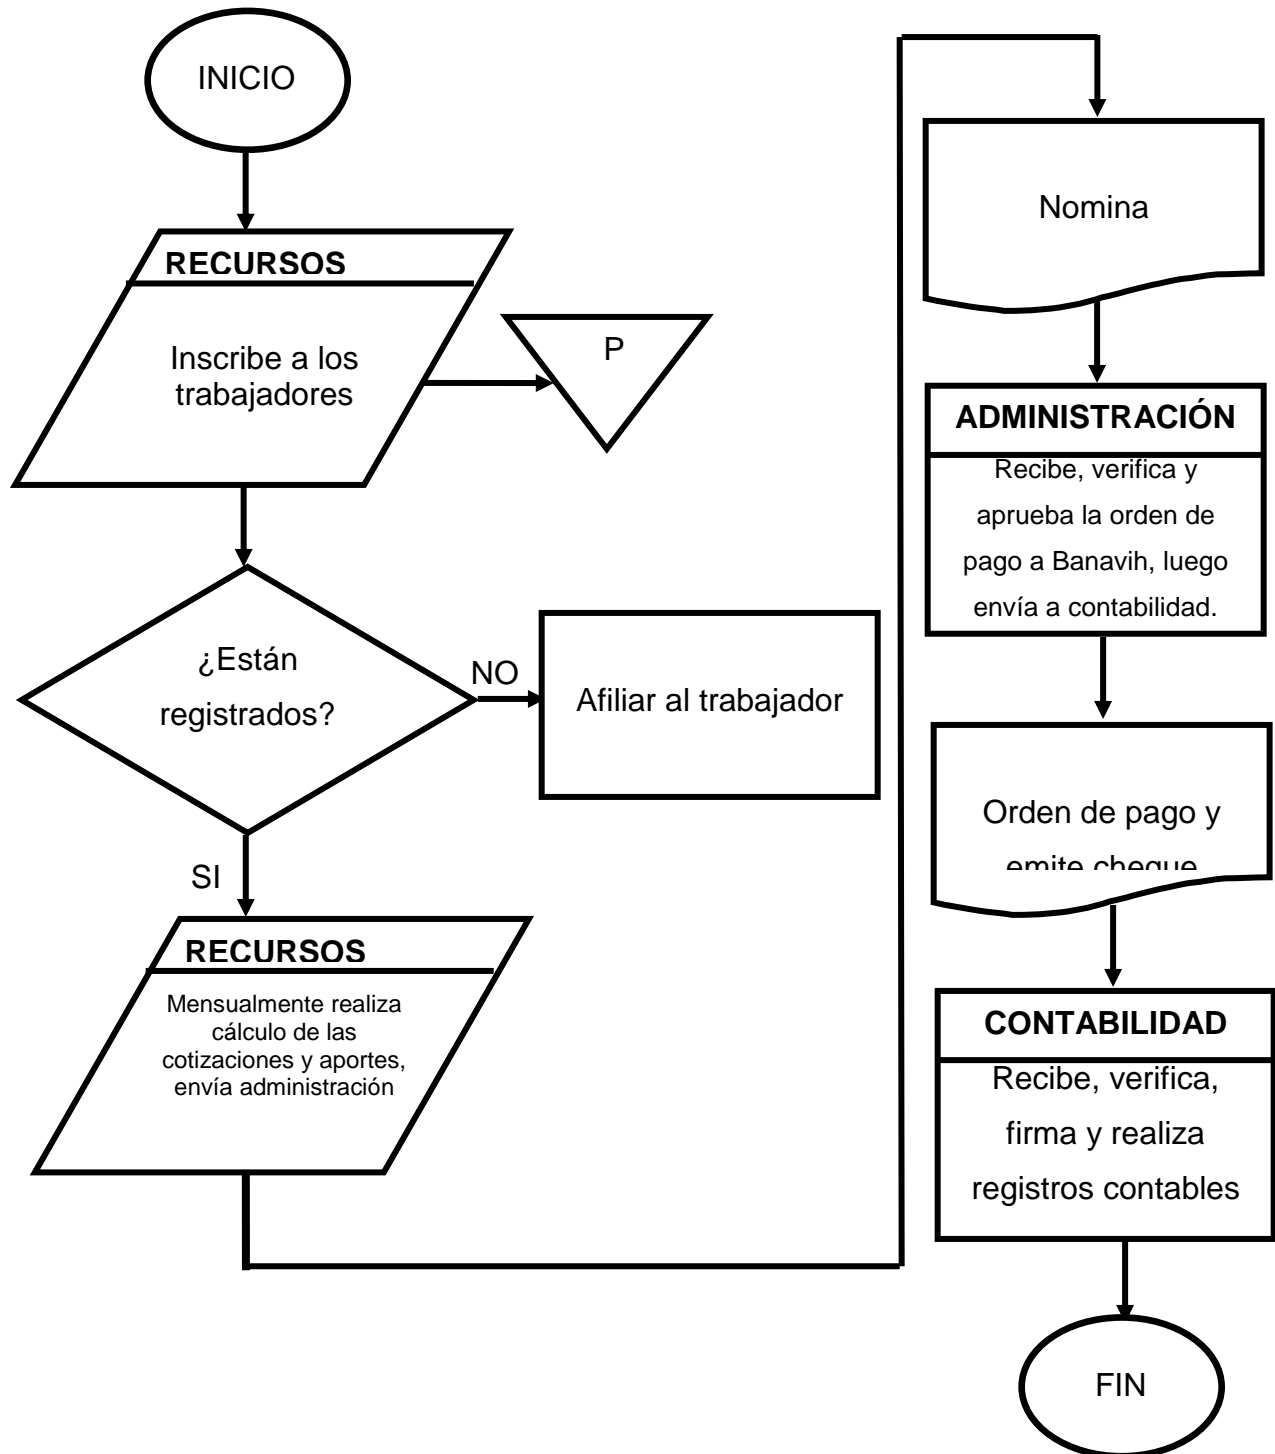 INICIO
RECURSOS
Inscribe a los
trabajadores
P
¿Están
registrados?
NO
Afiliar al trabajador
SI
RECURSOS
Mensualmente realiza
cálculo de las
cotizaciones y aportes,
envía administración
Nomina
ADMINISTRACIÓN
Recibe, verifica y
aprueba la orden de
pago a Banavih, luego
envía a contabilidad.
Orden de pago y
emite cheque
CONTABILIDAD
Recibe, verifica,
firma y realiza
registros contables
FIN